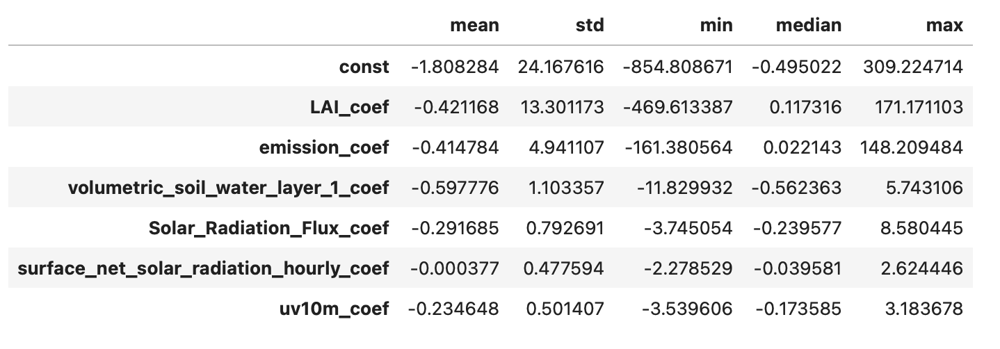 mean std min median max
const -1.808284 24.167616 -854.808671 -0.495022 309.224714
LAI_coef -0.421168 13.301173 -469.613387 0.117316 171.171103
emission_coef -0.414784 4.941107 -161.380564 0.022143 148.209484
volumetric_soil_water_layer_1_coef -0.597776 1.103357 -11.829932 -0.562363 5.743106
Solar_Radiation_Flux_coef -0.291685 0.792691 -3.745054 -0.239577 8.580445
surface_net_solar_radiation_hourly_coef -0.000377 0.477594 -2.278529 -0.039581 2.624446
uv10m_coef -0.234648 0.501407 -3.539606 -0.173585 3.183678